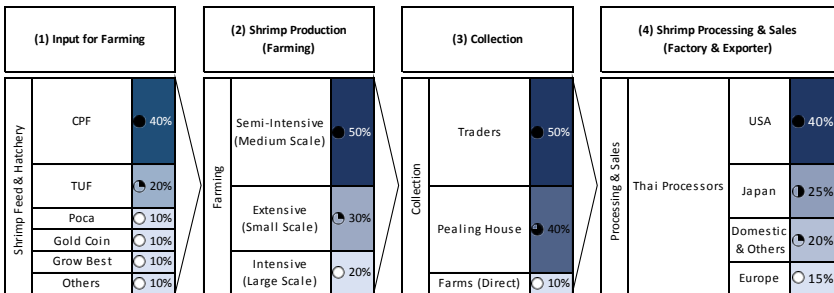 (1) Input for Farming
(2) Shrimp Production
(Farming)
(3) Collection
(4) Shrimp Processing & Sales
(Factory & Exporter)
Shrimp Feed & Hatchery
CPF
40%
TUF
20%
Poca
10%
Gold Coin
10%
Grow Best
10%
Others
10%
Farming
Semi-Intensive
(Medium Scale)
50%
Extensive
(Small Scale)
30%
Intensive
(Large Scale)
20%
Collection
Traders
50%
Pealing House
40%
Farms (Direct)
10%
Processing & Sales
Thai Processors
USA
40%
Japan
25%
Domestic
& Others
20%
Europe
15%